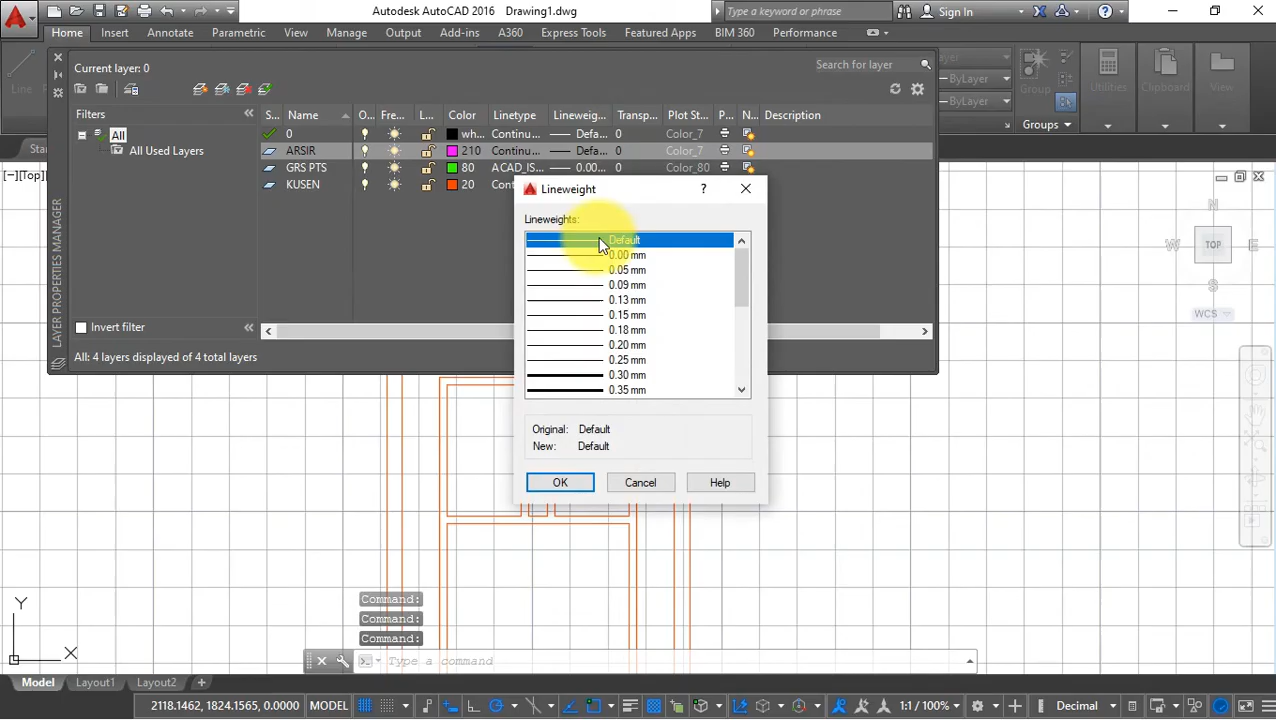 Autodesk AutoCAD 2016 Drawing1.dwg
Type a keyword or phrase
Sign In
Home Insert Annotate Parametric View Manage Output Add-ins A360 Express Tools Featured Apps BIM 360 Performance
Current layer: 0
Search for layer
Line
ByLayer
ByLayer
Group
Utilities
Clipboard
View
Groups
Filters
S... Name O... Fre... L... Color Linetype Lineweig... Transp... Plot St... P... N... Description
All
All Used Layers
0 wh... Continu... Defa... 0 Color_7
ARSIR 210 Continu... Defa... 0 Color_7
GRS PTS 80 ACAD_IS... 0.00... 0 Color_80
KUSEN 20
Invert filter
All: 4 layers displayed of 4 total layers
LAYER PROPERTIES MANAGER
Lineweight
Lineweights:
Default
0.00 mm
0.05 mm
0.09 mm
0.13 mm
0.15 mm
0.18 mm
0.20 mm
0.25 mm
0.30 mm
0.35 mm
Original: Default
New: Default
OK Cancel Help
[−][Top]
N
W TOP E
S
WCS
Command:
Command:
Command:
Type a command
Y
X
Model Layout1 Layout2 +
2118.1462, 1824.1565, 0.0000 MODEL
1:1 / 100%
Decimal